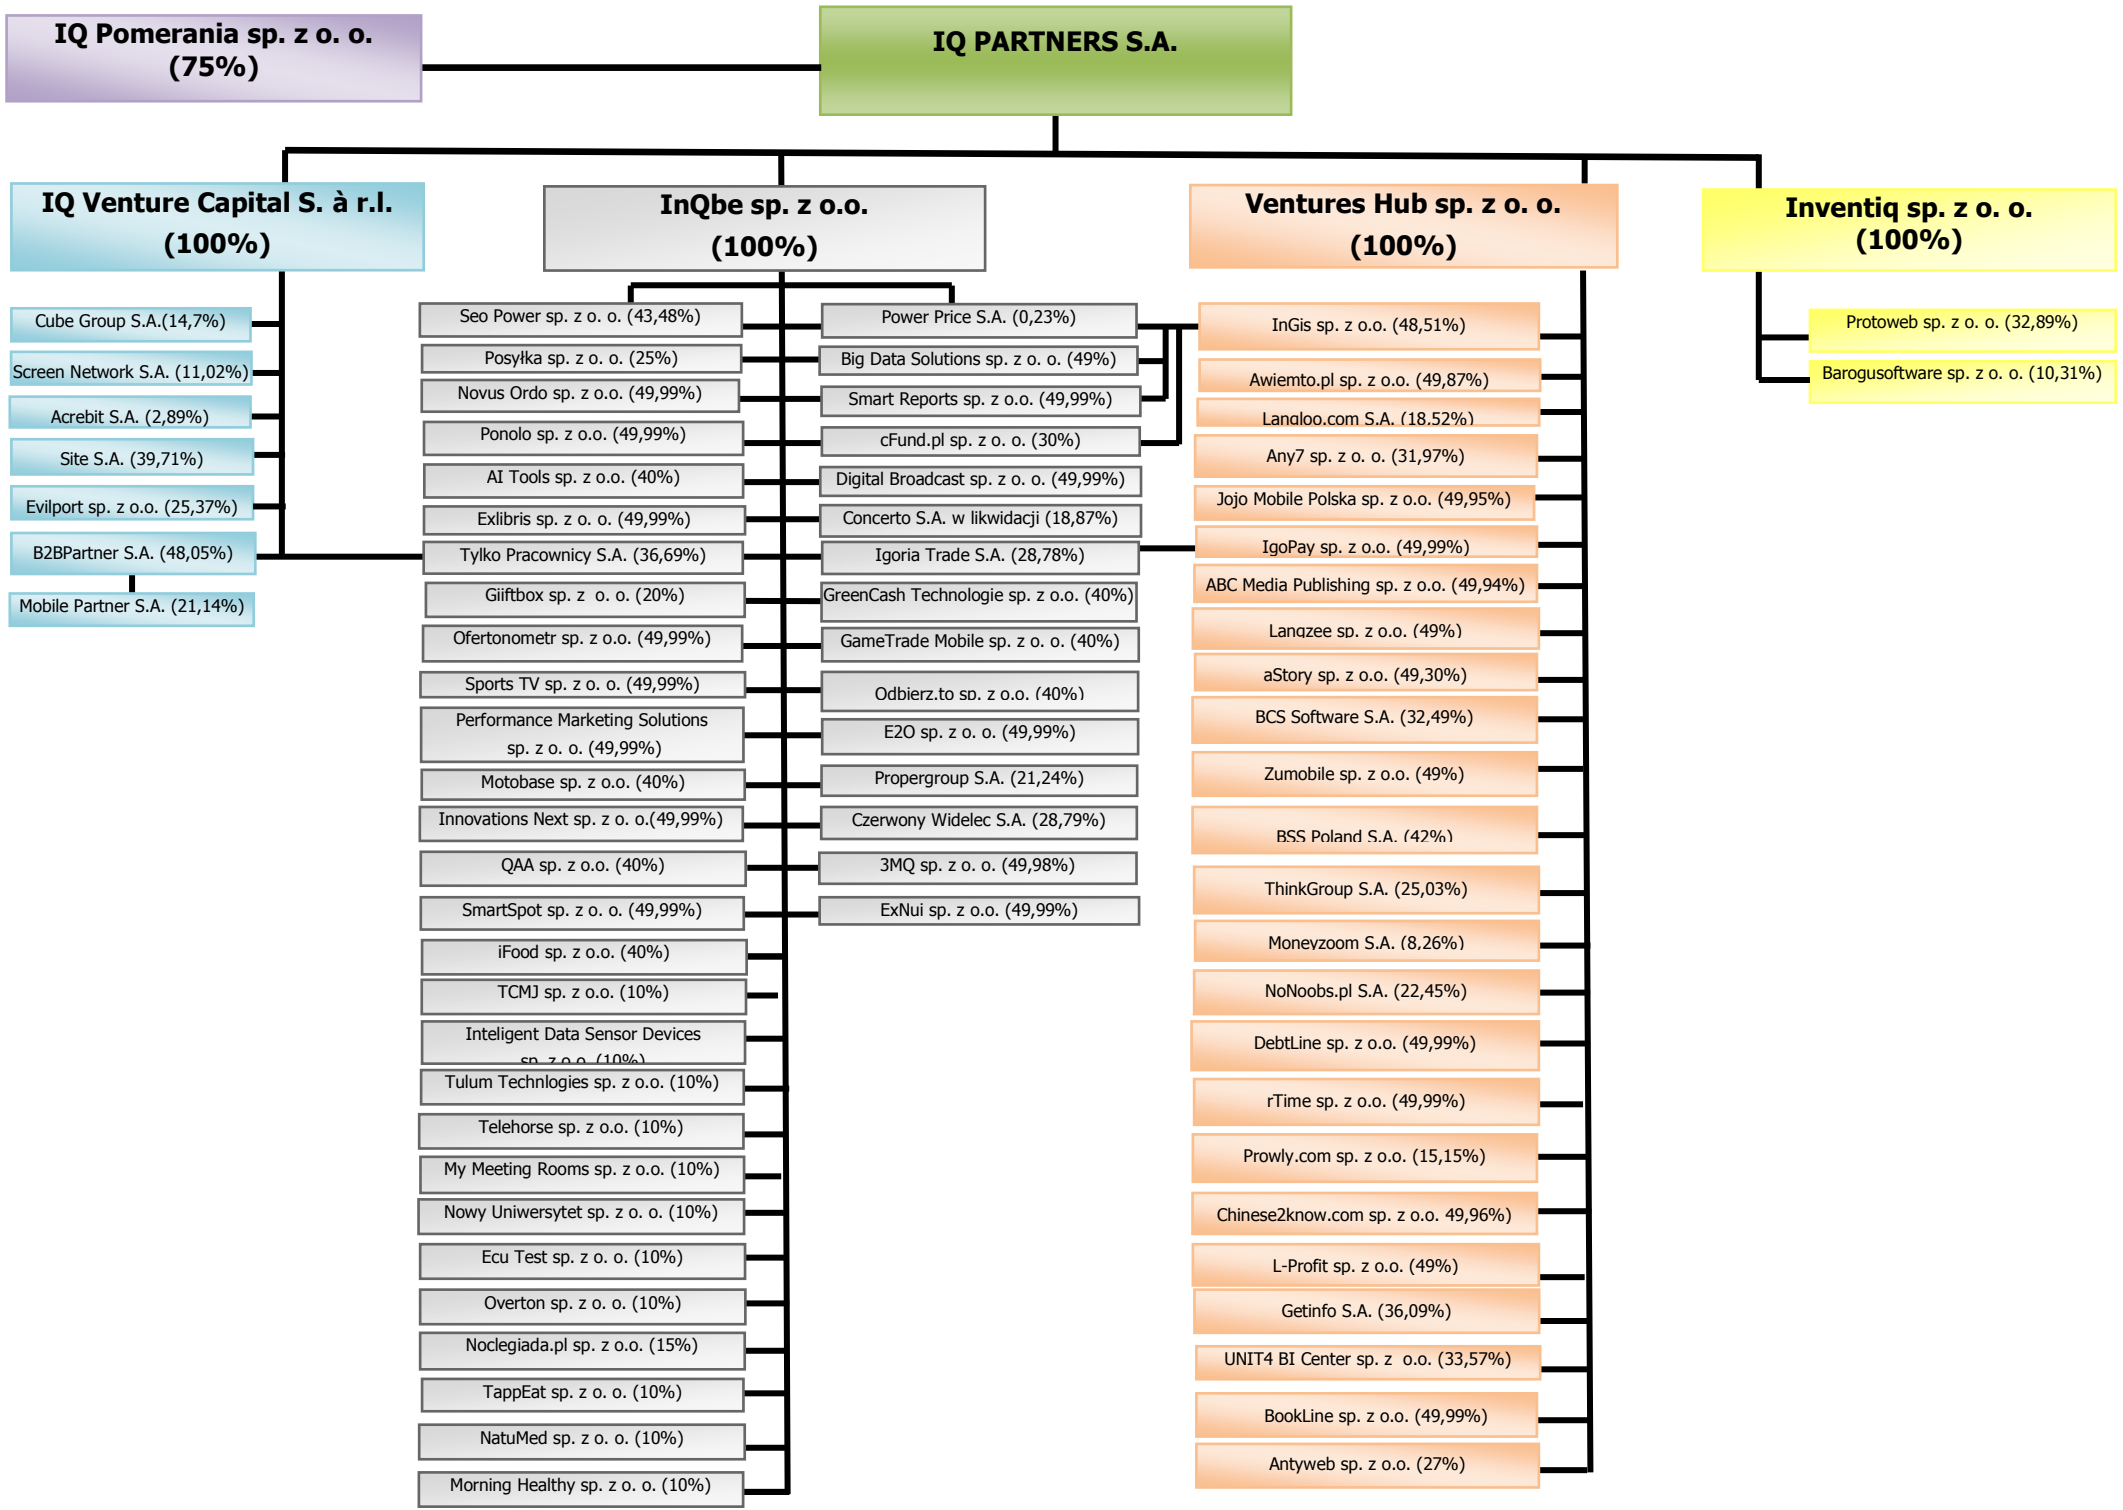 IQ Pomerania sp. z o. o.
(75%)
IQ PARTNERS S.A.
IQ Venture Capital S. à r.l.
(100%)
InQbe sp. z o.o.
(100%)
Ventures Hub sp. z o. o.
(100%)
Inventiq sp. z o. o.
(100%)
Cube Group S.A.(14,7%)
Screen Network S.A. (11,02%)
Acrebit S.A. (2,89%)
Site S.A. (39,71%)
Evilport sp. z o.o. (25,37%)
B2BPartner S.A. (48,05%)
Mobile Partner S.A. (21,14%)
Seo Power sp. z o. o. (43,48%)
Posyłka sp. z o. o. (25%)
Novus Ordo sp. z o.o. (49,99%)
Ponolo sp. z o.o. (49,99%)
AI Tools sp. z o.o. (40%)
Exlibris sp. z o. o. (49,99%)
Tylko Pracownicy S.A. (36,69%)
Giiftbox sp. z o. o. (20%)
Ofertonometr sp. z o.o. (49,99%)
Sports TV sp. z o. o. (49,99%)
Performance Marketing Solutions
sp. z o. o. (49,99%)
Motobase sp. z o.o. (40%)
Innovations Next sp. z o. o.(49,99%)
QAA sp. z o.o. (40%)
SmartSpot sp. z o. o. (49,99%)
iFood sp. z o.o. (40%)
TCMJ sp. z o.o. (10%)
Inteligent Data Sensor Devices
sp. z o.o. (10%)
Tulum Technlogies sp. z o.o. (10%)
Telehorse sp. z o.o. (10%)
My Meeting Rooms sp. z o.o. (10%)
Nowy Uniwersytet sp. z o. o. (10%)
Ecu Test sp. z o. o. (10%)
Overton sp. z o. o. (10%)
Noclegiada.pl sp. z o.o. (15%)
TappEat sp. z o. o. (10%)
NatuMed sp. z o. o. (10%)
Morning Healthy sp. z o. o. (10%)
Power Price S.A. (0,23%)
Big Data Solutions sp. z o. o. (49%)
Smart Reports sp. z o.o. (49,99%)
cFund.pl sp. z o. o. (30%)
Digital Broadcast sp. z o. o. (49,99%)
Concerto S.A. w likwidacji (18,87%)
Igoria Trade S.A. (28,78%)
GreenCash Technologie sp. z o.o. (40%)
GameTrade Mobile sp. z o. o. (40%)
Odbierz.to sp. z o.o. (40%)
E2O sp. z o. o. (49,99%)
Propergroup S.A. (21,24%)
Czerwony Widelec S.A. (28,79%)
3MQ sp. z o. o. (49,98%)
ExNui sp. z o.o. (49,99%)
InGis sp. z o.o. (48,51%)
Awiemto.pl sp. z o.o. (49,87%)
Langloo.com S.A. (18,52%)
Any7 sp. z o. o. (31,97%)
Jojo Mobile Polska sp. z o.o. (49,95%)
IgoPay sp. z o.o. (49,99%)
ABC Media Publishing sp. z o.o. (49,94%)
Langzee sp. z o.o. (49%)
aStory sp. z o.o. (49,30%)
BCS Software S.A. (32,49%)
Zumobile sp. z o.o. (49%)
BSS Poland S.A. (42%)
ThinkGroup S.A. (25,03%)
Moneyzoom S.A. (8,26%)
NoNoobs.pl S.A. (22,45%)
DebtLine sp. z o.o. (49,99%)
rTime sp. z o.o. (49,99%)
Prowly.com sp. z o.o. (15,15%)
Chinese2know.com sp. z o.o. 49,96%)
L-Profit sp. z o.o. (49%)
Getinfo S.A. (36,09%)
UNIT4 BI Center sp. z o.o. (33,57%)
BookLine sp. z o.o. (49,99%)
Antyweb sp. z o.o. (27%)
Protoweb sp. z o. o. (32,89%)
Barogusoftware sp. z o. o. (10,31%)